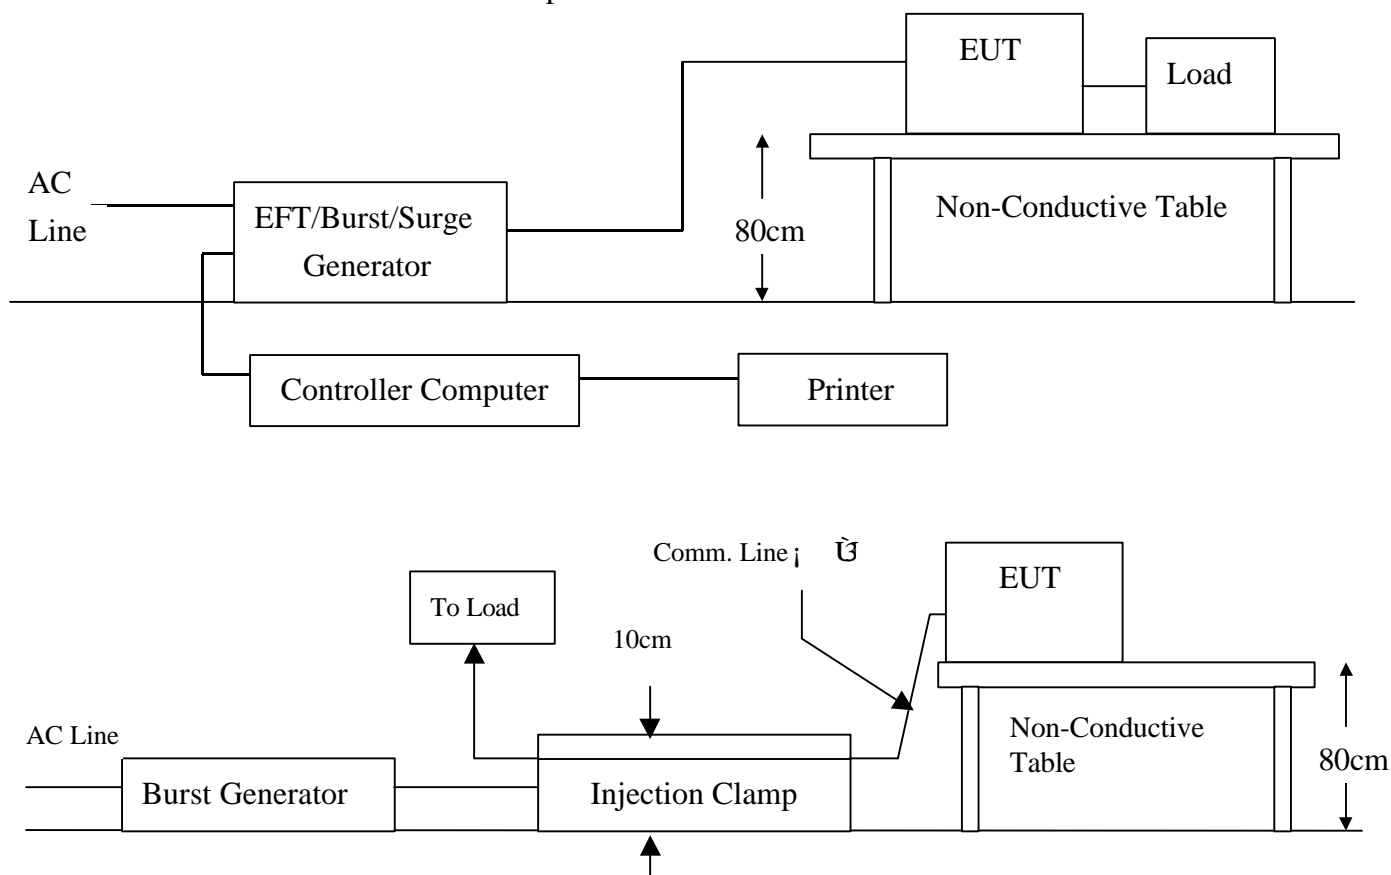 EUT
Load
AC
Line
EFT/Burst/Surge
Generator
80cm
Non-Conductive Table
Controller Computer
Printer
Comm. Line
EUT
To Load
10cm
AC Line
Burst Generator
Injection Clamp
Non-Conductive
Table
80cm